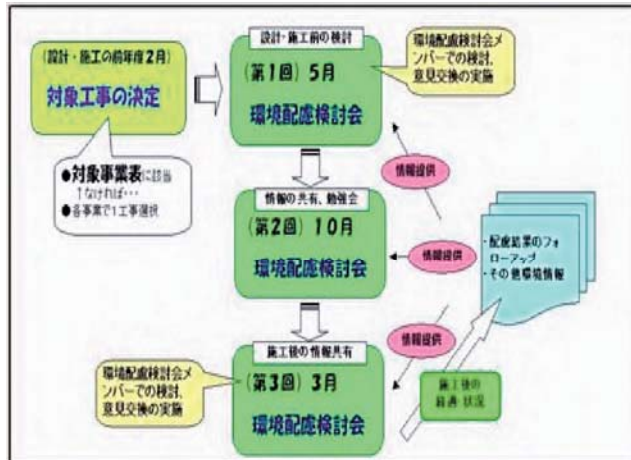 (設計・施工の前年度2月)
対象工事の決定
●対象事業表に該当
↑なければ…
●各事業で1工事選択
設計・施工前の検討
(第1回) 5月
環境配慮検討会
環境配慮検討会メ
ンバーでの検討、
意見交換の実施
情報の共有、勉強会
(第2回) 10月
環境配慮検討会
情報提供
情報提供
情報提供
・配慮結果のフォ
ローアップ
・その他環境情報
施工後の情報共有
(第3回) 3月
環境配慮検討会
環境配慮検討会メ
ンバーでの検討、
意見交換の実施
施工後の
経過・状況